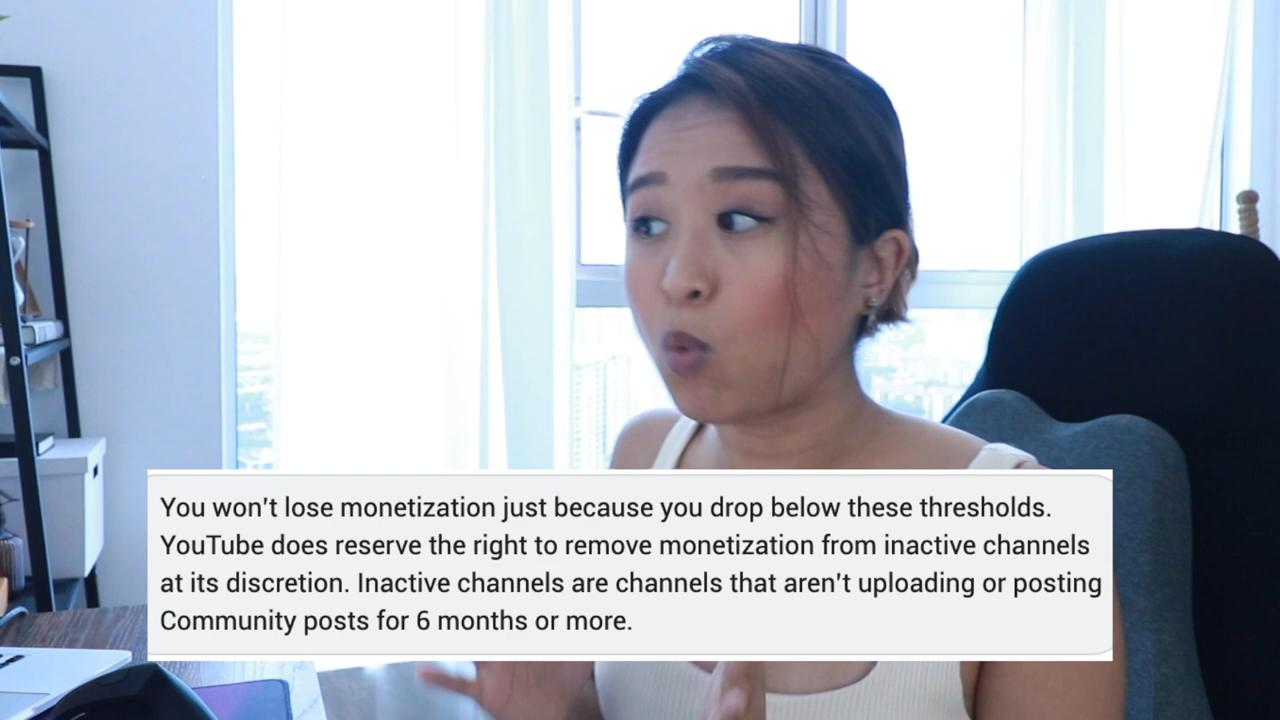 You won't lose monetization just because you drop below these thresholds.
YouTube does reserve the right to remove monetization from inactive channels
at its discretion. Inactive channels are channels that aren't uploading or posting
Community posts for 6 months or more.